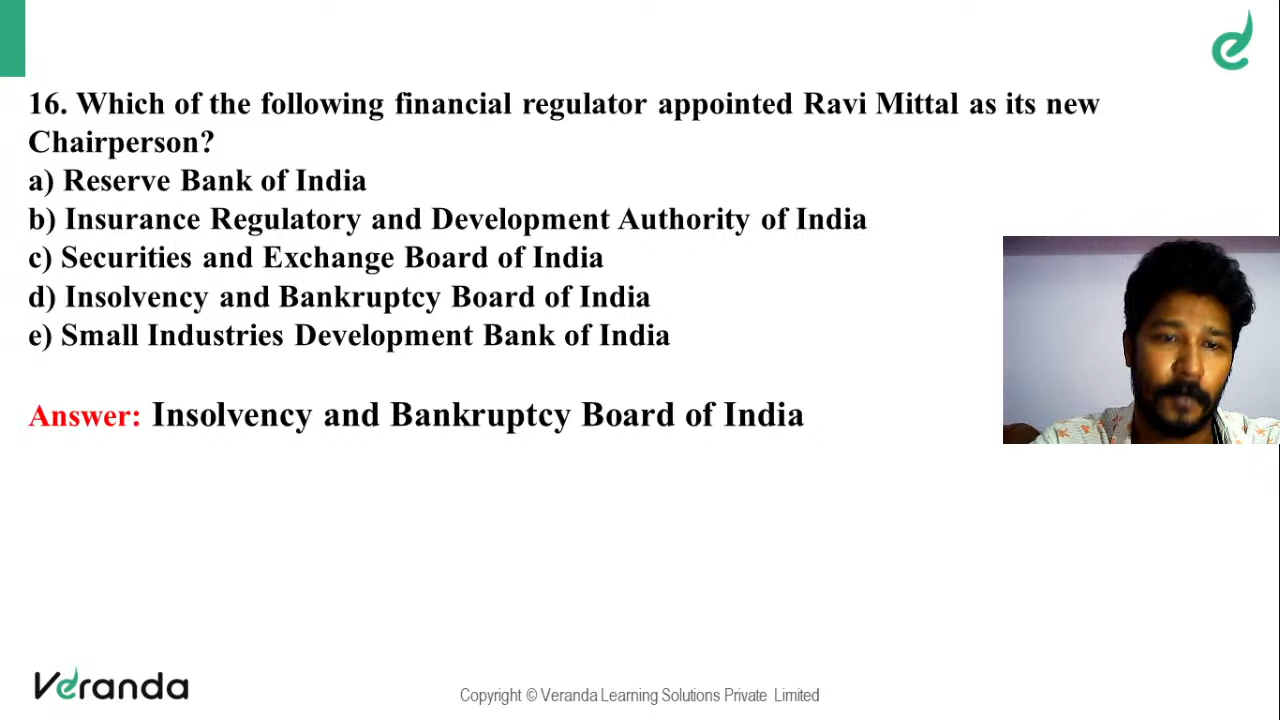 16. Which of the following financial regulator appointed Ravi Mittal as its new
Chairperson?
a) Reserve Bank of India
b) Insurance Regulatory and Development Authority of India
c) Securities and Exchange Board of India
d) Insolvency and Bankruptcy Board of India
e) Small Industries Development Bank of India
Answer: Insolvency and Bankruptcy Board of India
Veranda
Copyright © Veranda Learning Solutions Private Limited